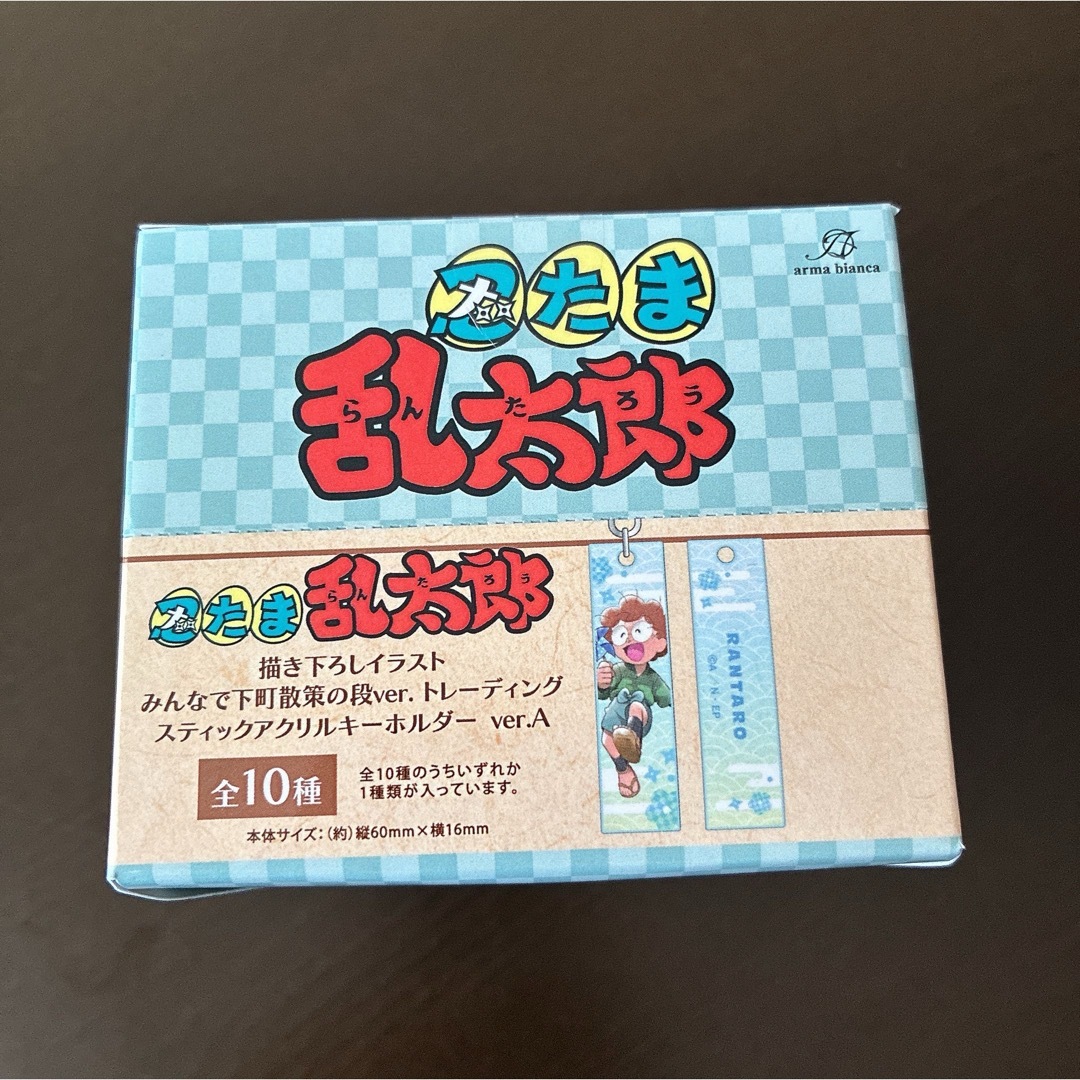 忍たま
arma bianca
乱太郎
らんたろう
忍たま乱太郎
らんたろう
描き下ろしイラスト
みんなで下町散策の段ver. トレーディング
スティックアクリルキーホルダー ver.A
全10種
全10種のうちいずれか
1種類が入っています。
本体サイズ:(約)縦60mm×横16mm
RANTARO